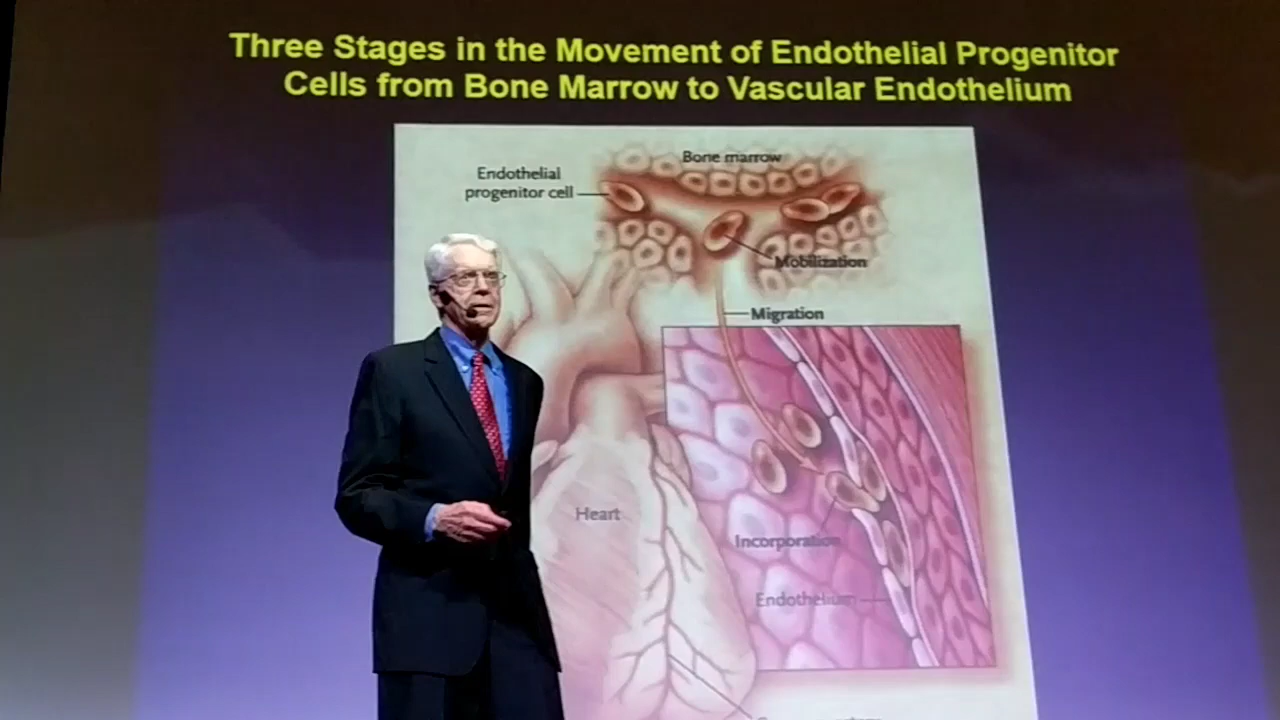 Three Stages in the Movement of Endothelial Progenitor
Cells from Bone Marrow to Vascular Endothelium
Bone marrow
Endothelial
progenitor cell
Mobilization
Migration
Heart
Incorporation
Endothelium